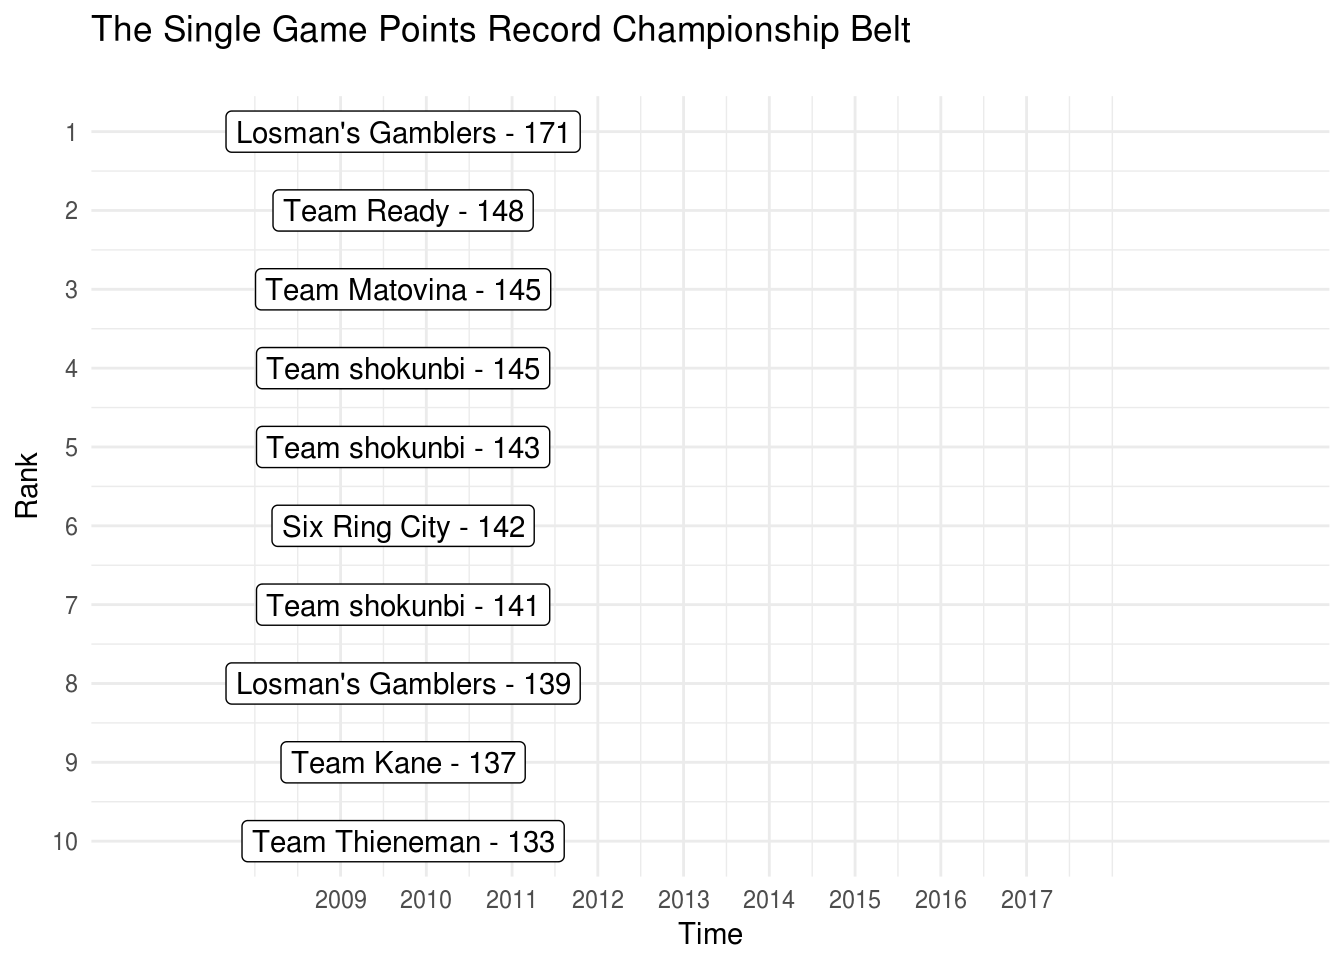 The Single Game Points Record Championship Belt
1
Losman's Gamblers - 171
2
Team Ready - 148
3
Team Matovina - 145
4
Team shokunbi - 145
5
Team shokunbi - 143
6
Six Ring City - 142
7
Team shokunbi - 141
8
Losman's Gamblers - 139
9
Team Kane - 137
10
Team Thieneman - 133
Rank
2009 2010 2011 2012 2013 2014 2015 2016 2017
Time